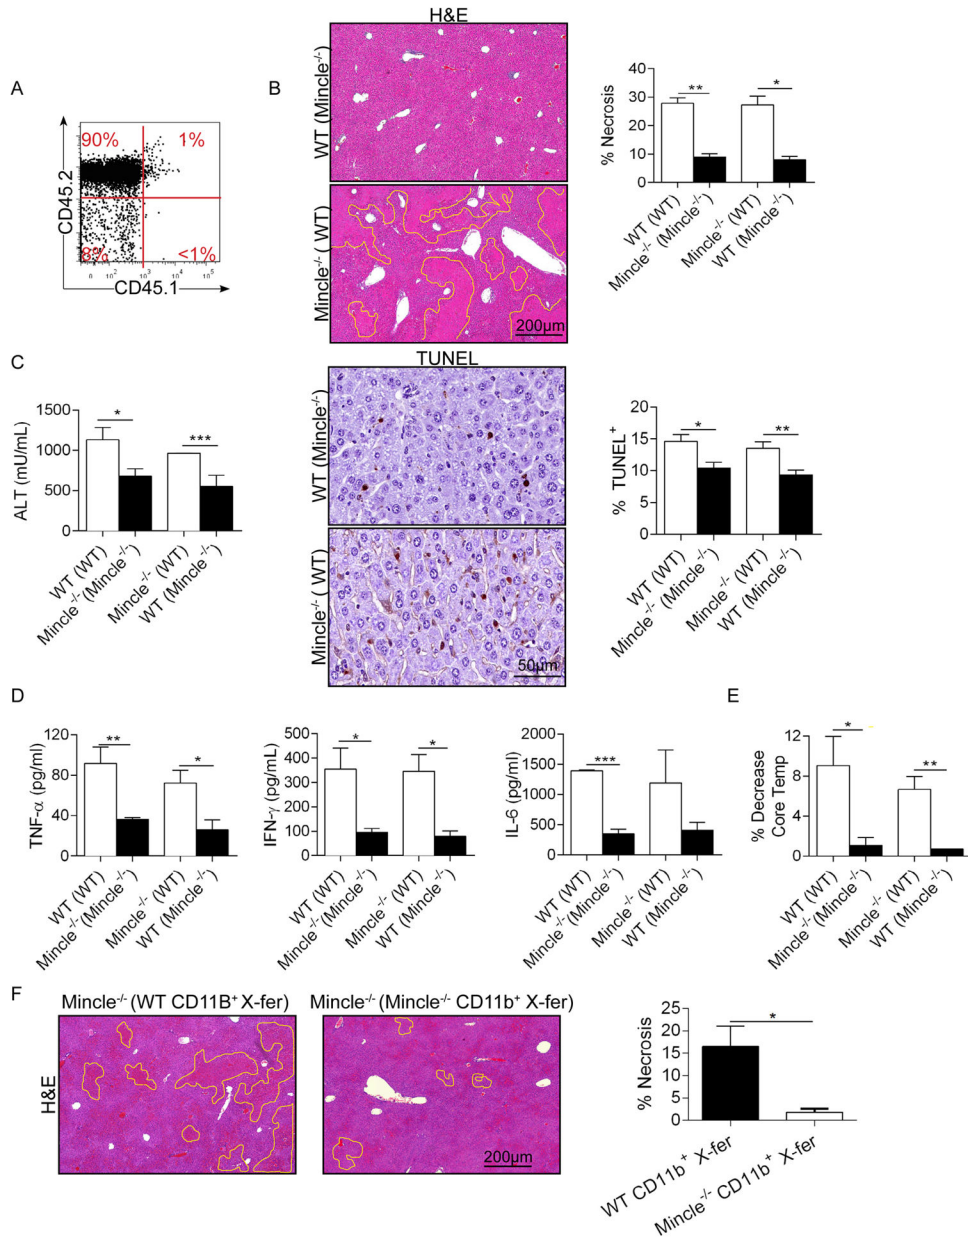 A
90%
1%
8%
<1%
CD45.2
0
10²
10³
10⁴
10⁵
CD45.1
B
H&E
WT (Mincle⁻/⁻)
Mincle⁻/⁻ ( WT)
200µm
% Necrosis
40
30
20
10
0
**
*
WT (WT)
Mincle⁻/⁻ (Mincle⁻/⁻)
Mincle⁻/⁻ (WT)
WT (Mincle⁻/⁻)
C
ALT (mU/mL)
1500
1000
500
0
*
***
WT (WT)
Mincle⁻/⁻ (Mincle⁻/⁻)
Mincle⁻/⁻ (WT)
WT (Mincle⁻/⁻)
TUNEL
WT (Mincle⁻/⁻)
Mincle⁻/⁻ ( WT)
50µm
% TUNEL⁺
20
15
10
5
0
*
**
WT (WT)
Mincle⁻/⁻ (Mincle⁻/⁻)
Mincle⁻/⁻ (WT)
WT (Mincle⁻/⁻)
D
TNF-α (pg/ml)
120
80
40
0
**
*
WT (WT)
Mincle⁻/⁻ (Mincle⁻/⁻)
Mincle⁻/⁻ (WT)
WT (Mincle⁻/⁻)
IFN-γ (pg/mL)
500
400
300
200
100
0
*
*
WT (WT)
Mincle⁻/⁻ (Mincle⁻/⁻)
Mincle⁻/⁻ (WT)
WT (Mincle⁻/⁻)
IL-6 (pg/ml)
2000
1500
1000
500
0
***
WT (WT)
Mincle⁻/⁻ (Mincle⁻/⁻)
Mincle⁻/⁻ (WT)
WT (Mincle⁻/⁻)
E
% Decrease
Core Temp
12
8
4
0
*
**
WT (WT)
Mincle⁻/⁻ (Mincle⁻/⁻)
Mincle⁻/⁻ (WT)
WT (Mincle⁻/⁻)
F
Mincle⁻/⁻ (WT CD11B⁺ X-fer)
Mincle⁻/⁻ (Mincle⁻/⁻ CD11b⁺ X-fer)
H&E
200µm
% Necrosis
25
20
15
10
5
0
*
WT CD11b⁺ X-fer
Mincle⁻/⁻ CD11b⁺ X-fer